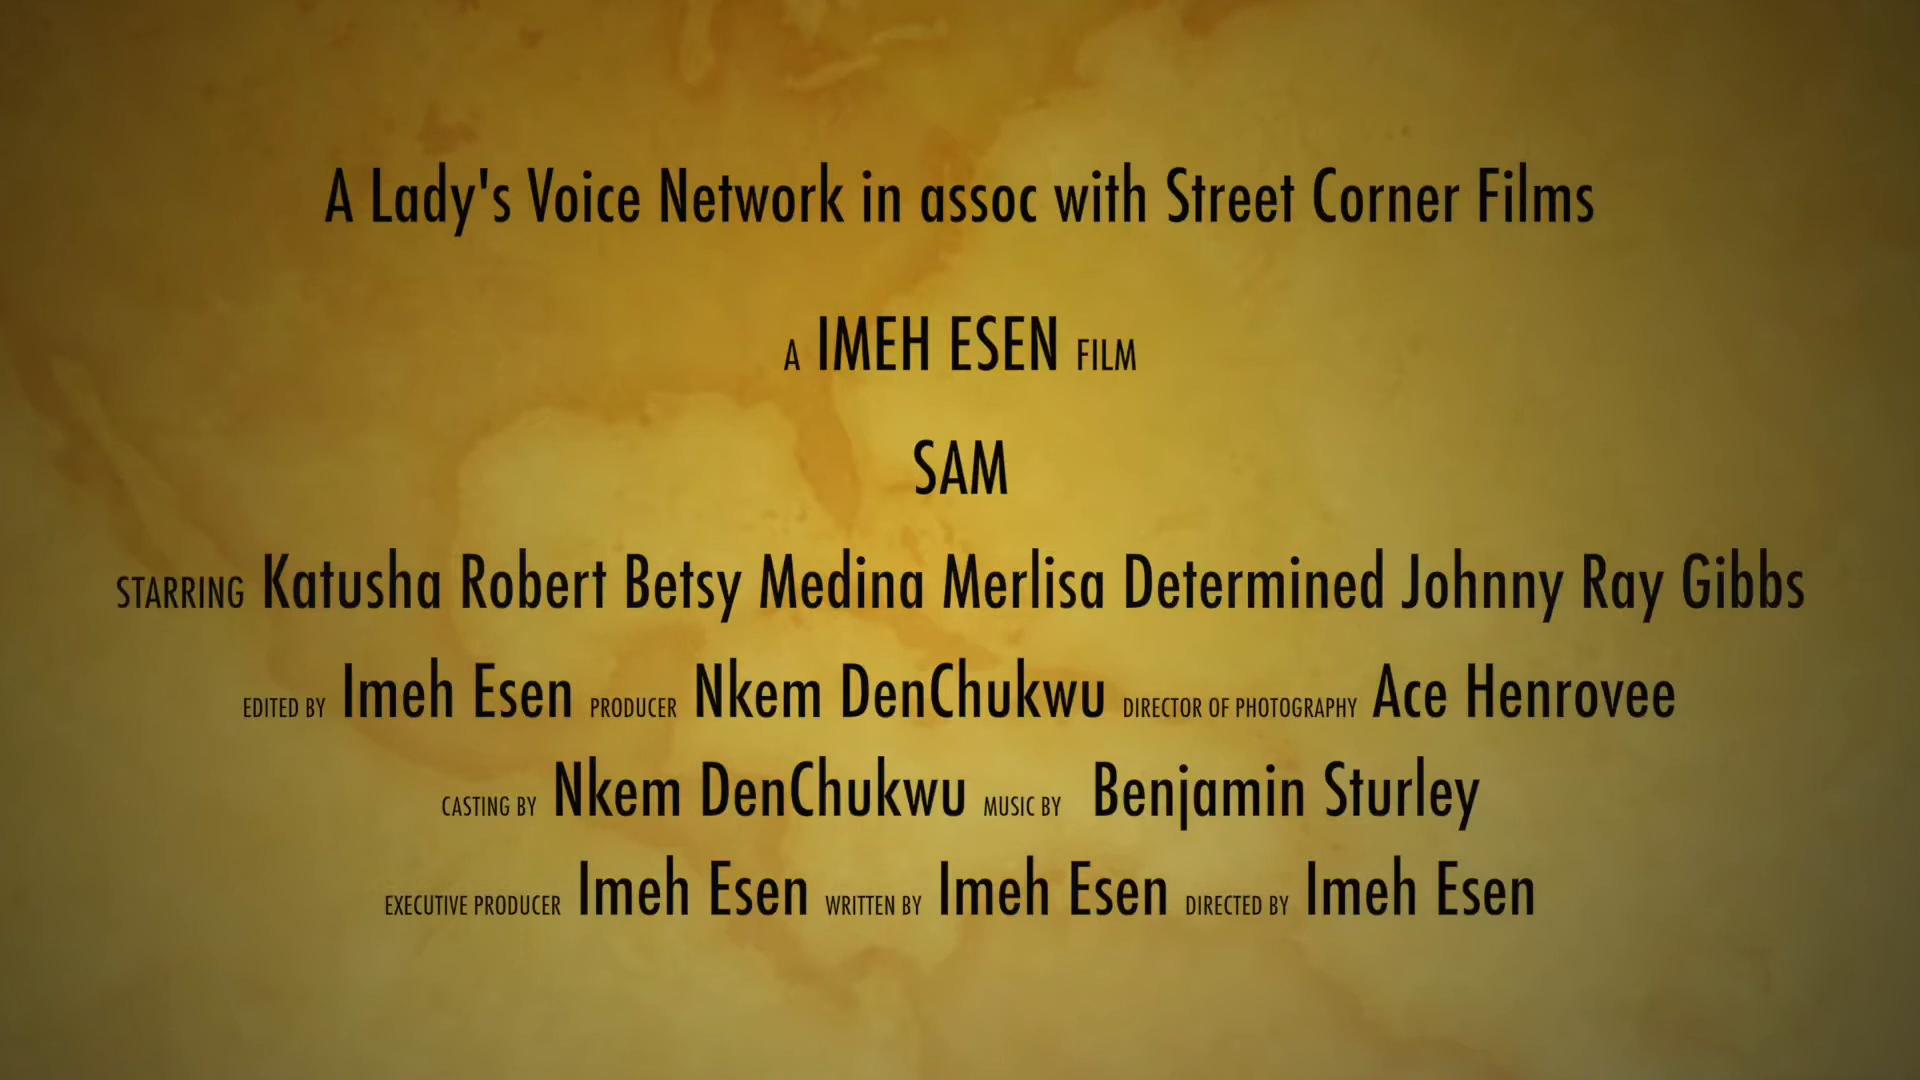 A Lady's Voice Network in assoc with Street Corner Films
A IMEH ESEN FILM
SAM
STARRING Katusha Robert Betsy Medina Merlisa Determined Johnny Ray Gibbs
EDITED BY Imeh Esen PRODUCER Nkem DenChukwu DIRECTOR OF PHOTOGRAPHY Ace Henrovee
CASTING BY Nkem DenChukwu MUSIC BY Benjamin Sturley
EXECUTIVE PRODUCER Imeh Esen WRITTEN BY Imeh Esen DIRECTED BY Imeh Esen